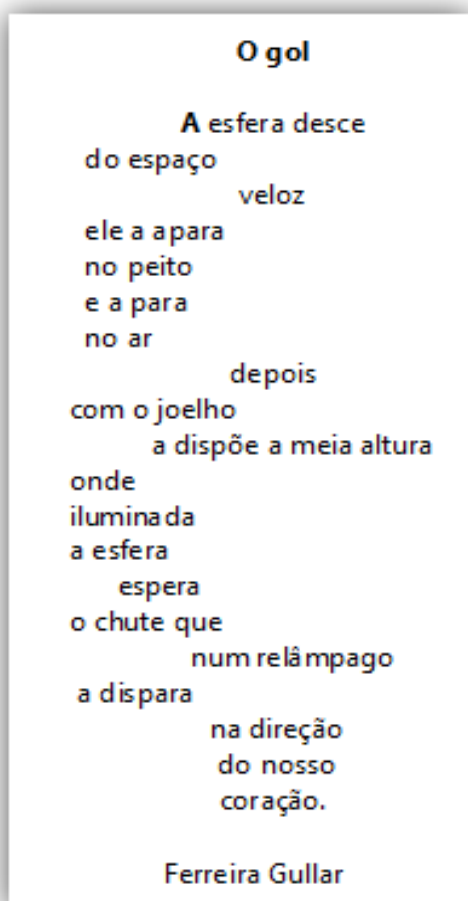 O gol
A esfera desce
do espaço
veloz
ele a apara
no peito
e a para
no ar
depois
com o joelho
a dispõe a meia altura
onde
iluminada
a esfera
espera
o chute que
num relâmpago
a dispara
na direção
do nosso
coração.
Ferreira Gullar